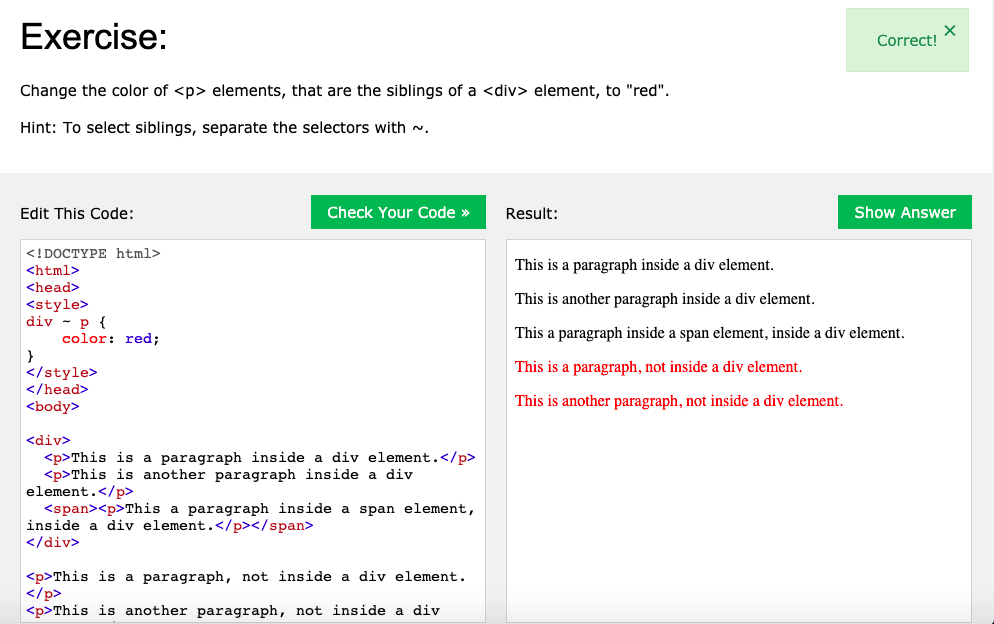 Exercise:
Correct!
×
Change the color of <p> elements, that are the siblings of a <div> element, to "red".
Hint: To select siblings, separate the selectors with ~.
Edit This Code:
Check Your Code »
<!DOCTYPE html>
<html>
<head>
<style>
div ~ p {
    color: red;
}
</style>
</head>
<body>
<div>
  <p>This is a paragraph inside a div element.</p>
  <p>This is another paragraph inside a div
element.</p>
  <span><p>This a paragraph inside a span element,
inside a div element.</p></span>
</div>
<p>This is a paragraph, not inside a div element.
</p>
<p>This is another paragraph, not inside a div
Result:
Show Answer
This is a paragraph inside a div element.
This is another paragraph inside a div element.
This a paragraph inside a span element, inside a div element.
This is a paragraph, not inside a div element.
This is another paragraph, not inside a div element.